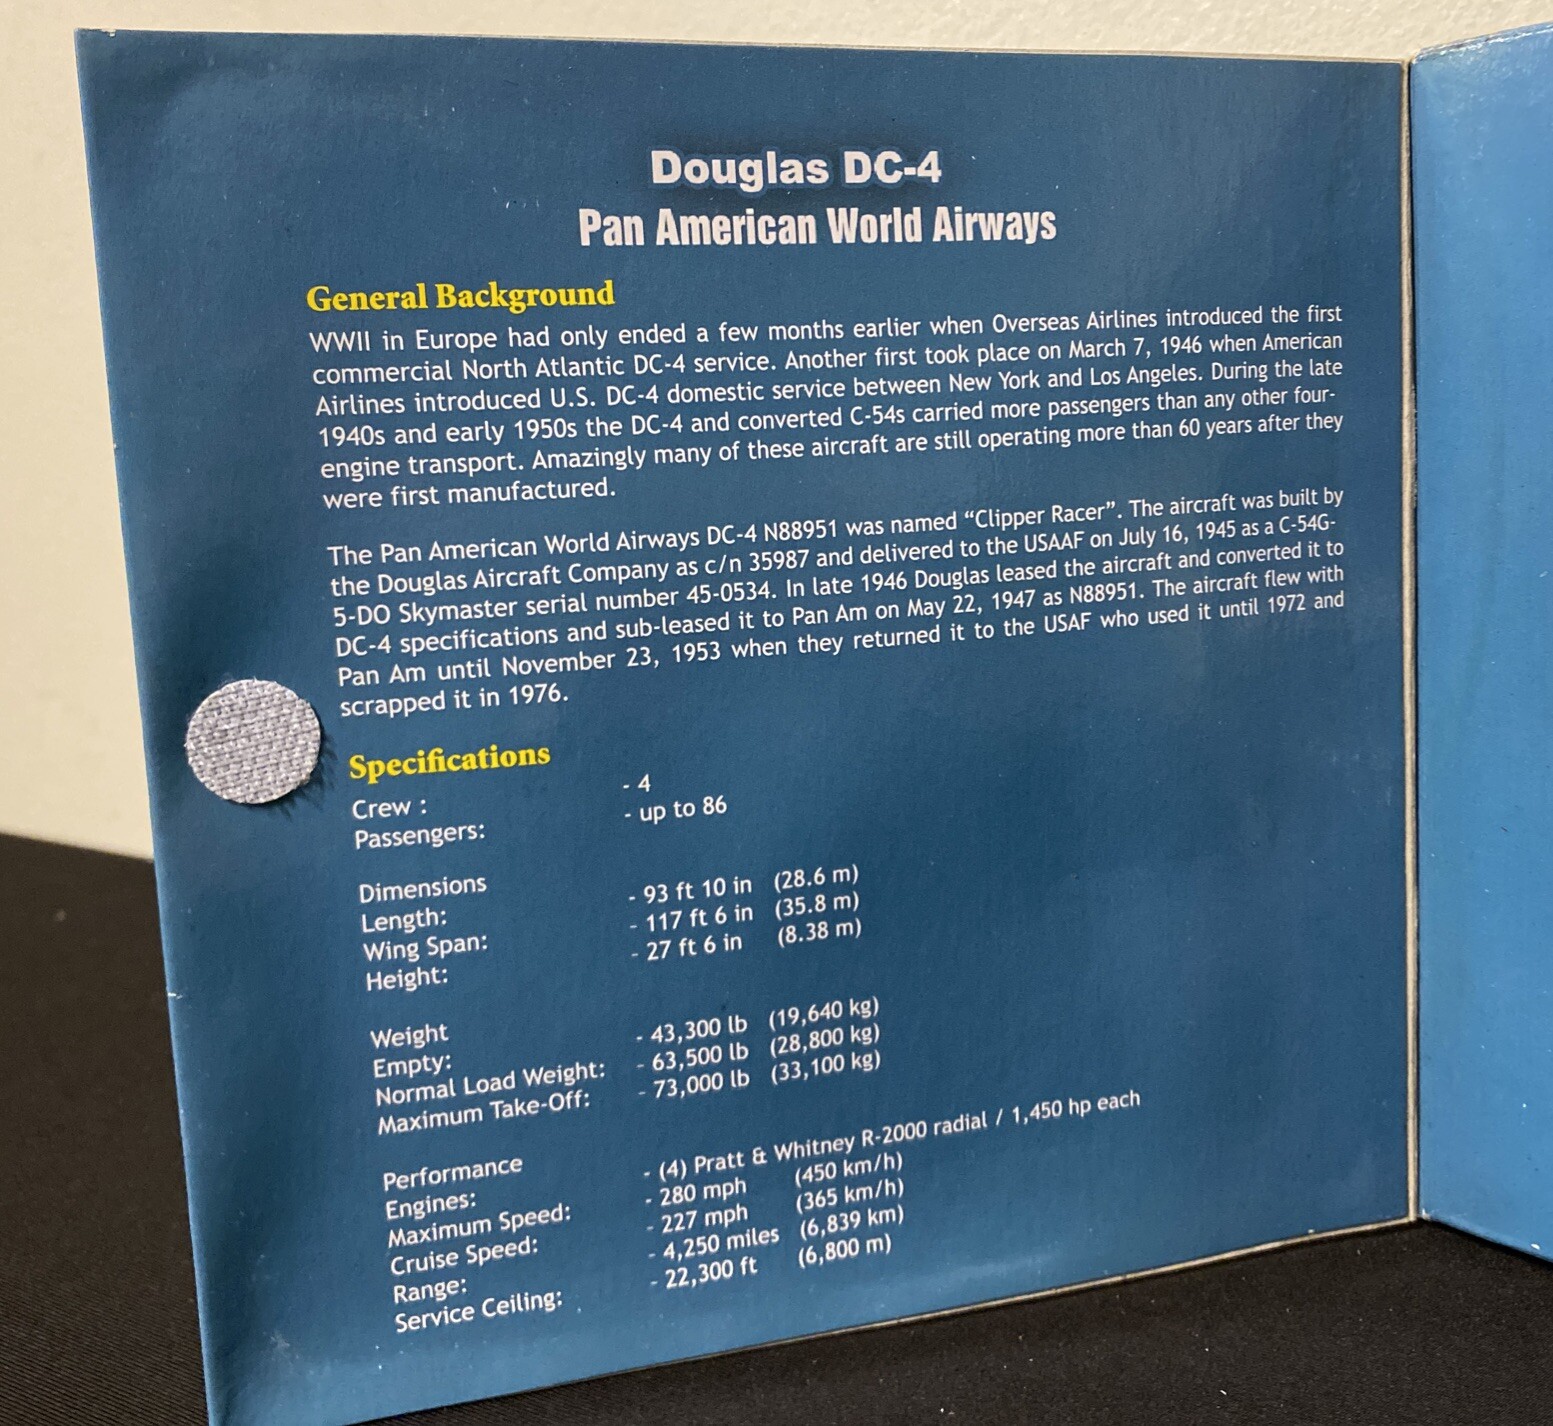 Douglas DC-4
Pan American World Airways
General Background
WWII in Europe had only ended a few months earlier when Overseas Airlines introduced the first
commercial North Atlantic DC-4 service. Another first took place on March 7, 1946 when American
Airlines introduced U.S. DC-4 domestic service between New York and Los Angeles. During the late
1940s and early 1950s the DC-4 and converted C-54s carried more passengers than any other four-
engine transport. Amazingly many of these aircraft are still operating more than 60 years after they
were first manufactured.
The Pan American World Airways DC-4 N88951 was named “Clipper Racer”. The aircraft was built by
the Douglas Aircraft Company as c/n 35987 and delivered to the USAAF on July 16, 1945 as a C-54G-
5-DO Skymaster serial number 45-0534. In late 1946 Douglas leased the aircraft and converted it to
DC-4 specifications and sub-leased it to Pan Am on May 22, 1947 as N88951. The aircraft flew with
Pan Am until November 23, 1953 when they returned it to the USAF who used it until 1972 and
scrapped it in 1976.
Specifications
Crew : - 4
Passengers: - up to 86
Dimensions
Length: - 93 ft 10 in (28.6 m)
Wing Span: - 117 ft 6 in (35.8 m)
Height: - 27 ft 6 in (8.38 m)
Weight
Empty: - 43,300 lb (19,640 kg)
Normal Load Weight: - 63,500 lb (28,800 kg)
Maximum Take-Off: - 73,000 lb (33,100 kg)
Performance
Engines: - (4) Pratt & Whitney R-2000 radial / 1,450 hp each
Maximum Speed: - 280 mph (450 km/h)
Cruise Speed: - 227 mph (365 km/h)
Range: - 4,250 miles (6,839 km)
Service Ceiling: - 22,300 ft (6,800 m)